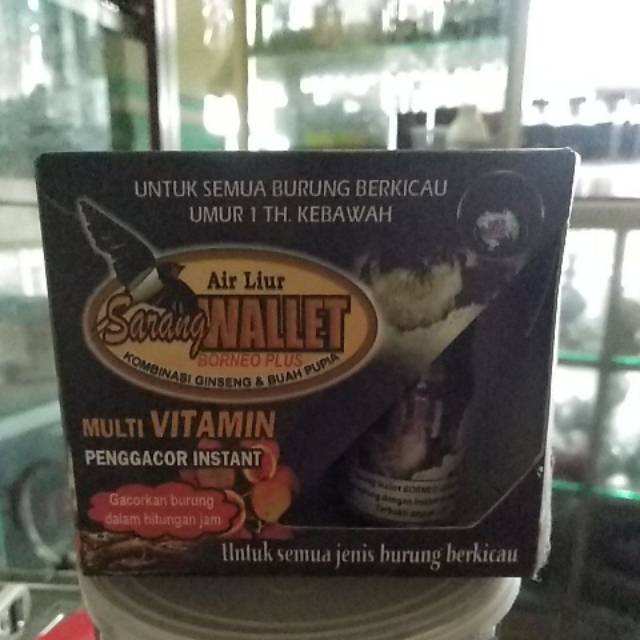 UNTUK SEMUA BURUNG BERKICAU
UMUR 1 TH. KEBAWAH
Air Liur
Sarang WALLET
BORNEO PLUS
KOMBINASI GINSENG & BUAH PUPIA
MULTI VITAMIN
PENGGACOR INSTANT
Gacorkan burung
dalam hitungan jam
Untuk semua jenis burung berkicau